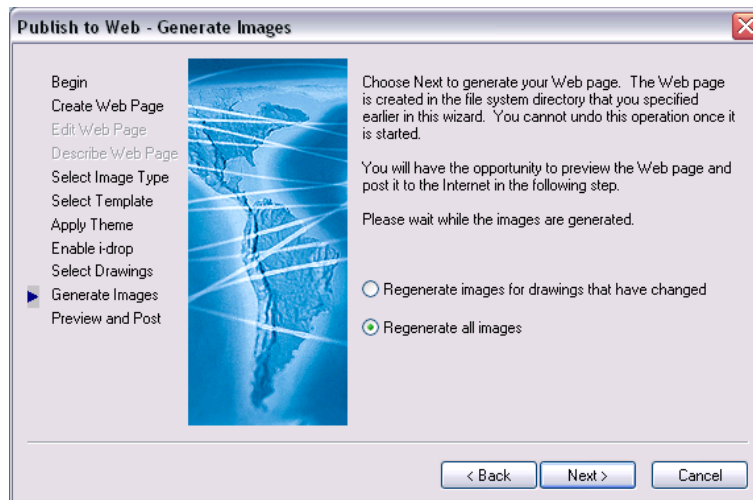 Publish to Web - Generate Images
Begin
Create Web Page
Edit Web Page
Describe Web Page
Select Image Type
Select Template
Apply Theme
Enable i-drop
Select Drawings
Generate Images
Preview and Post
Choose Next to generate your Web page. The Web page
is created in the file system directory that you specified
earlier in this wizard. You cannot undo this operation once it
is started.
You will have the opportunity to preview the Web page and
post it to the Internet in the following step.
Please wait while the images are generated.
Regenerate images for drawings that have changed
Regenerate all images
< Back
Next >
Cancel